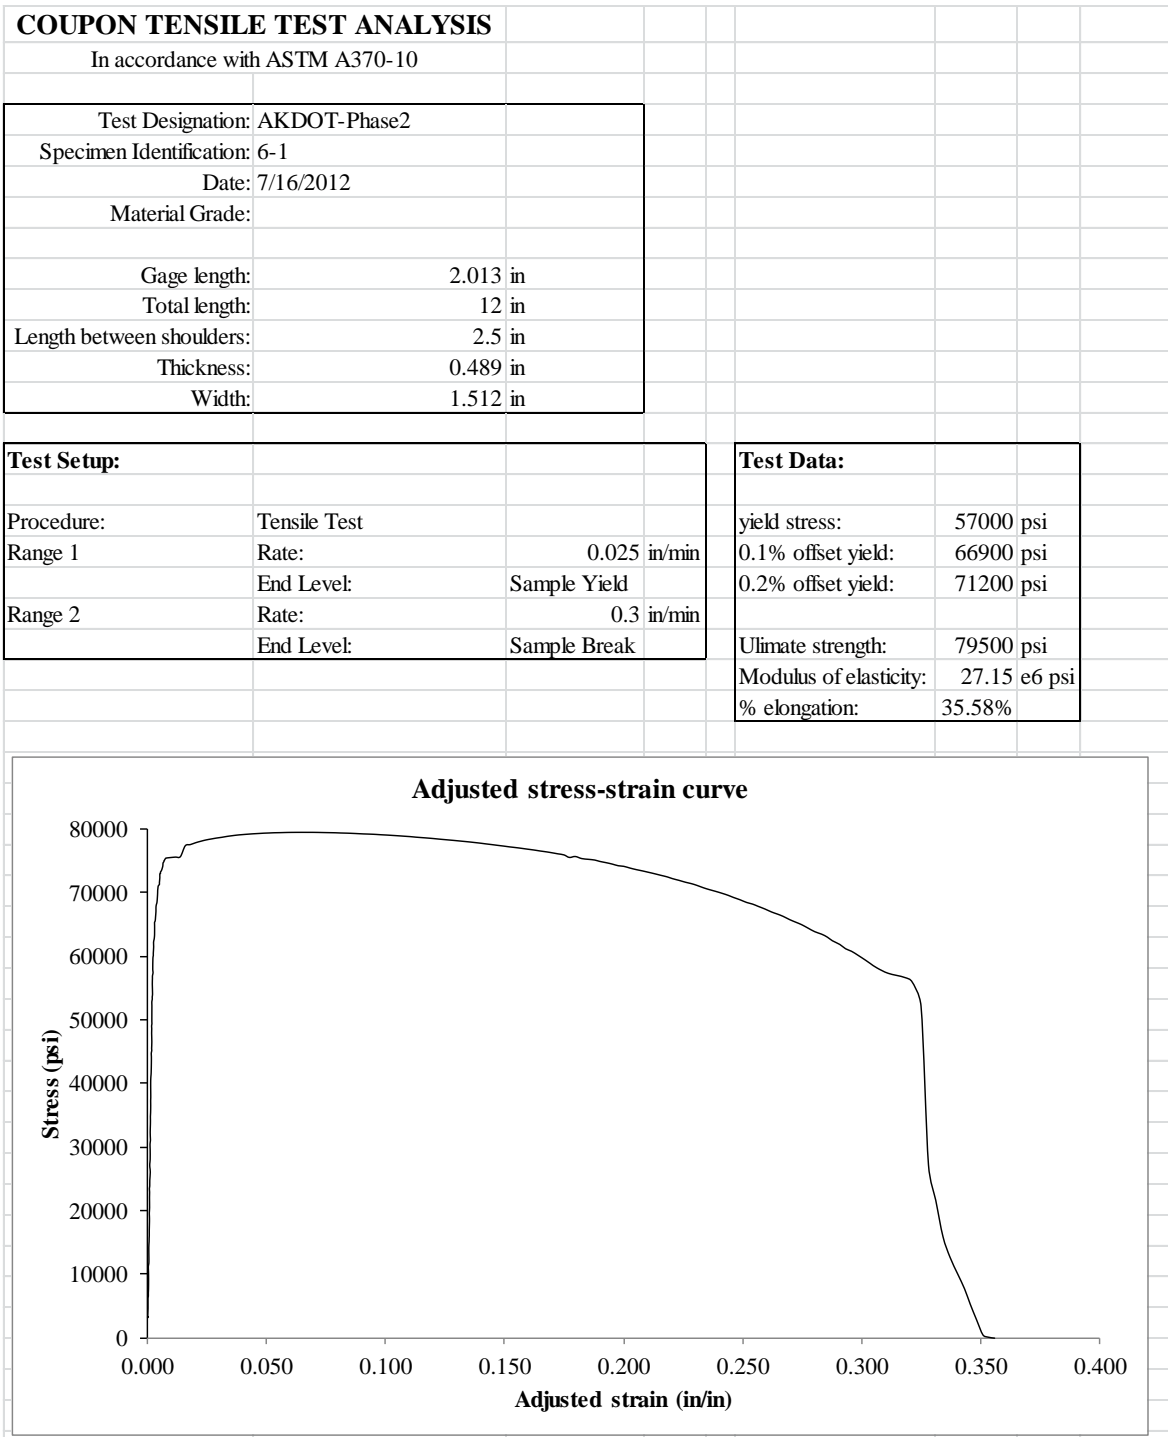 COUPON TENSILE TEST ANALYSIS
In accordance with ASTM A370-10
Test Designation: AKDOT-Phase2
Specimen Identification: 6-1
Date: 7/16/2012
Material Grade:
Gage length: 2.013 in
Total length: 12 in
Length between shoulders: 2.5 in
Thickness: 0.489 in
Width: 1.512 in
Test Setup:
Procedure: Tensile Test
Range 1 Rate: 0.025 in/min
End Level: Sample Yield
Range 2 Rate: 0.3 in/min
End Level: Sample Break
Test Data:
yield stress: 57000 psi
0.1% offset yield: 66900 psi
0.2% offset yield: 71200 psi
Ulimate strength: 79500 psi
Modulus of elasticity: 27.15 e6 psi
% elongation: 35.58%
Adjusted stress-strain curve
80000
70000
60000
50000
40000
30000
20000
10000
0
Stress (psi)
0.000 0.050 0.100 0.150 0.200 0.250 0.300 0.350 0.400
Adjusted strain (in/in)